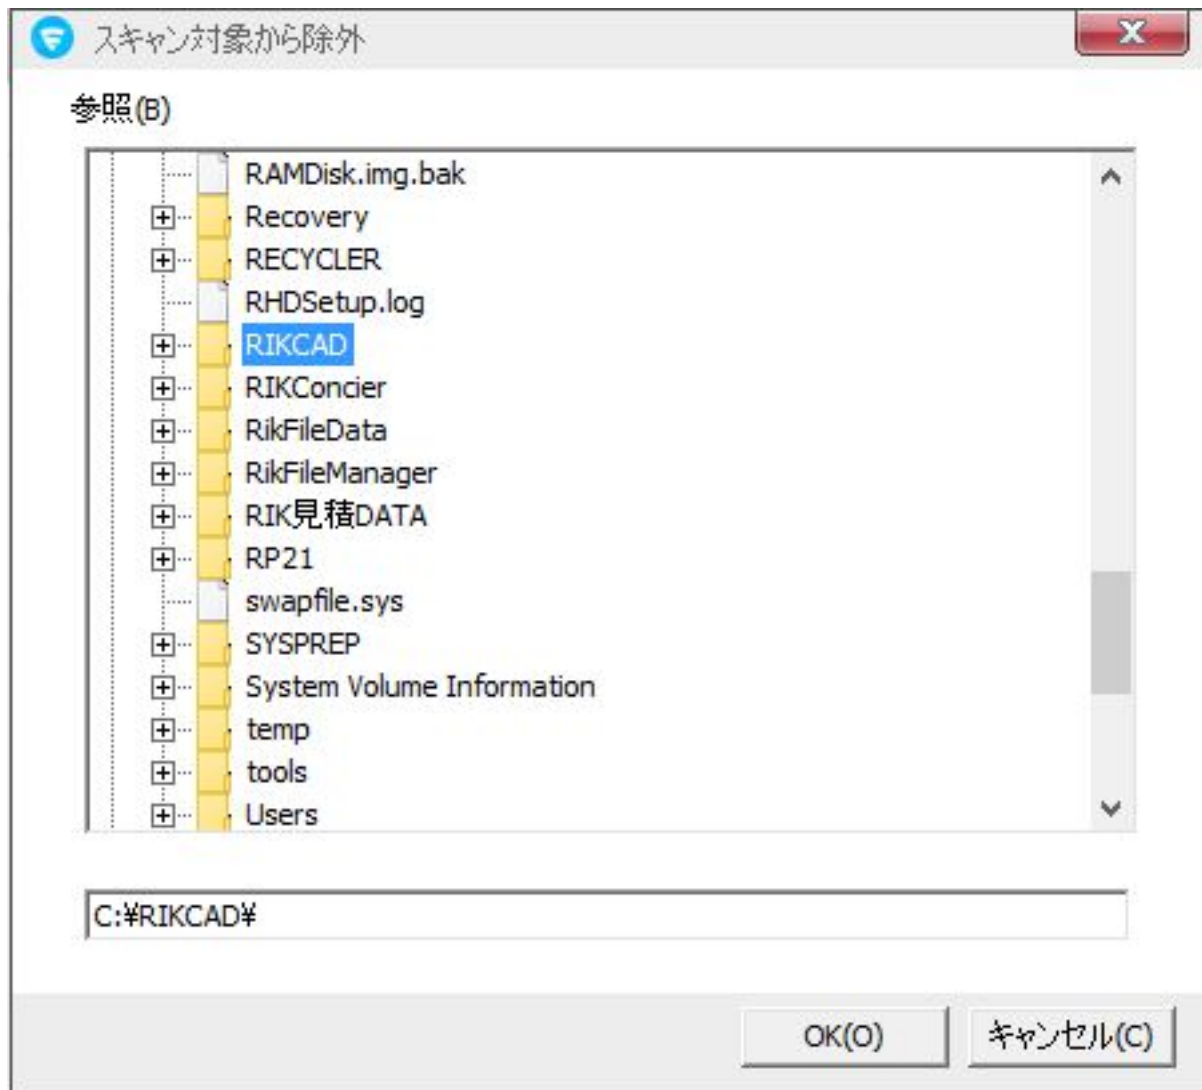 スキャン対象から除外
参照(B)
RAMDisk.img.bak
Recovery
RECYCLER
RHDSetup.log
RIKCAD
RIKConcier
RikFileData
RikFileManager
RIK見積DATA
RP21
swapfile.sys
SYSPREP
System Volume Information
temp
tools
Users
C:¥RIKCAD¥
OK(O)
キャンセル(C)